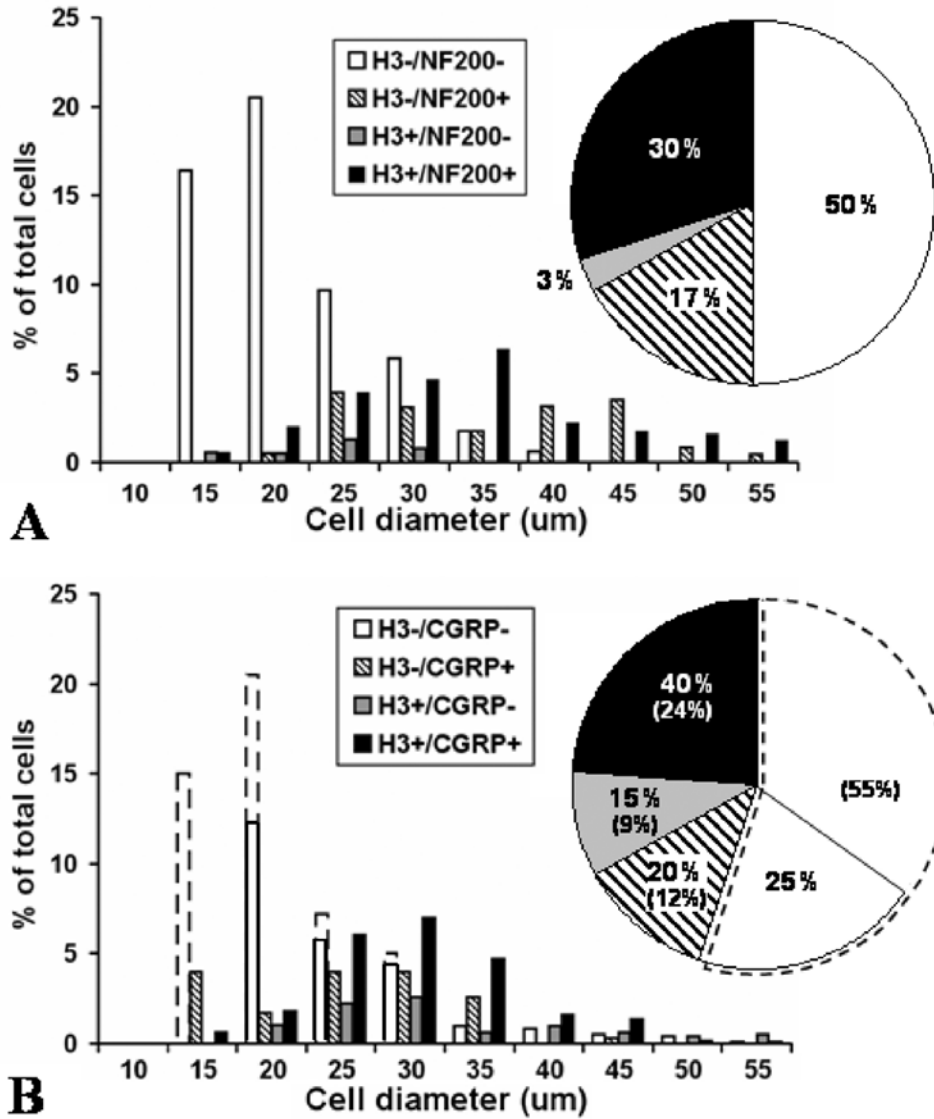 25
20
15
10
5
0
% of total cells
H3-/NF200-
H3-/NF200+
H3+/NF200-
H3+/NF200+
30%
50%
3%
17%
10 15 20 25 30 35 40 45 50 55
Cell diameter (um)
A
25
20
15
10
5
0
% of total cells
H3-/CGRP-
H3-/CGRP+
H3+/CGRP-
H3+/CGRP+
40%
(24%)
(55%)
15%
(9%)
20%
(12%)
25%
10 15 20 25 30 35 40 45 50 55
Cell diameter (um)
B